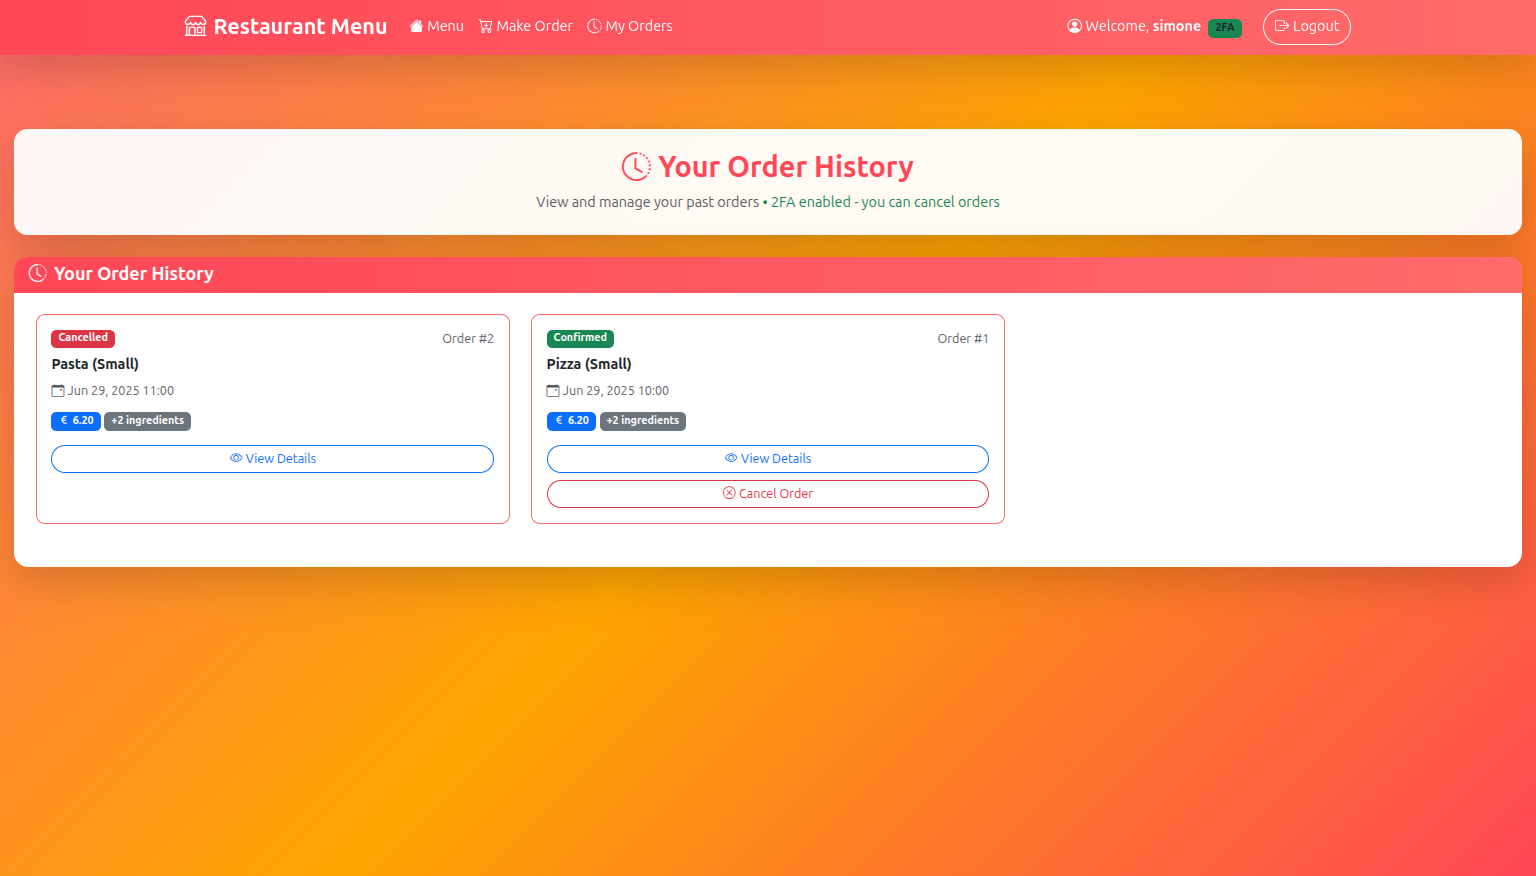 Restaurant Menu Menu Make Order My Orders Welcome, simone 2FA Logout
Your Order History
View and manage your past orders • 2FA enabled - you can cancel orders
Your Order History
Cancelled Order #2
Pasta (Small)
Jun 29, 2025 11:00
€ 6.20 +2 ingredients
View Details
Confirmed Order #1
Pizza (Small)
Jun 29, 2025 10:00
€ 6.20 +2 ingredients
View Details
Cancel Order